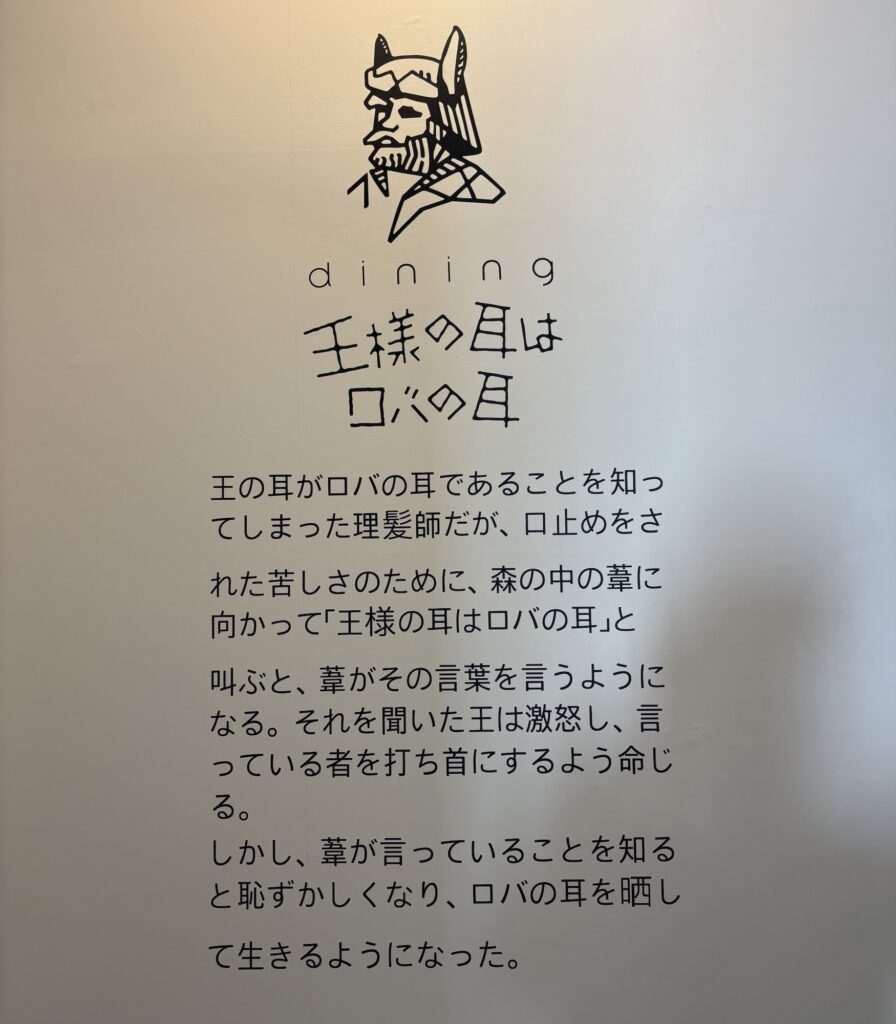 dining
王様の耳は
ロバの耳
王の耳がロバの耳であることを知っ
てしまった理髪師だが、口止めをさ
れた苦しさのために、森の中の葦に
向かって「王様の耳はロバの耳」と
叫ぶと、葦がその言葉を言うように
なる。それを聞いた王は激怒し、言
っている者を打ち首にするよう命じ
る。
しかし、葦が言っていることを知る
と恥ずかしくなり、ロバの耳を晒し
て生きるようになった。